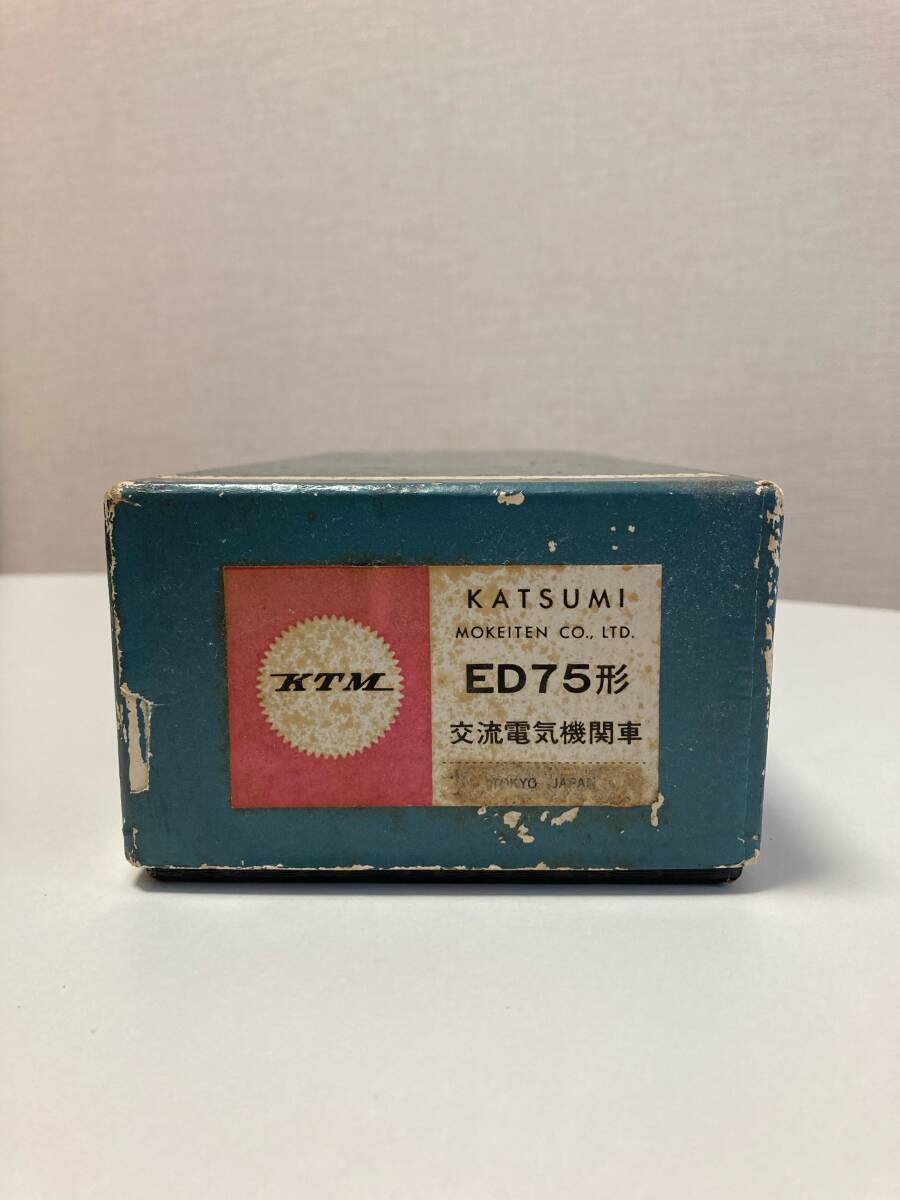 KTM
KATSUMI
MOKEITEN CO., LTD.
ED75形
交流電気機関車
TOKYO JAPAN